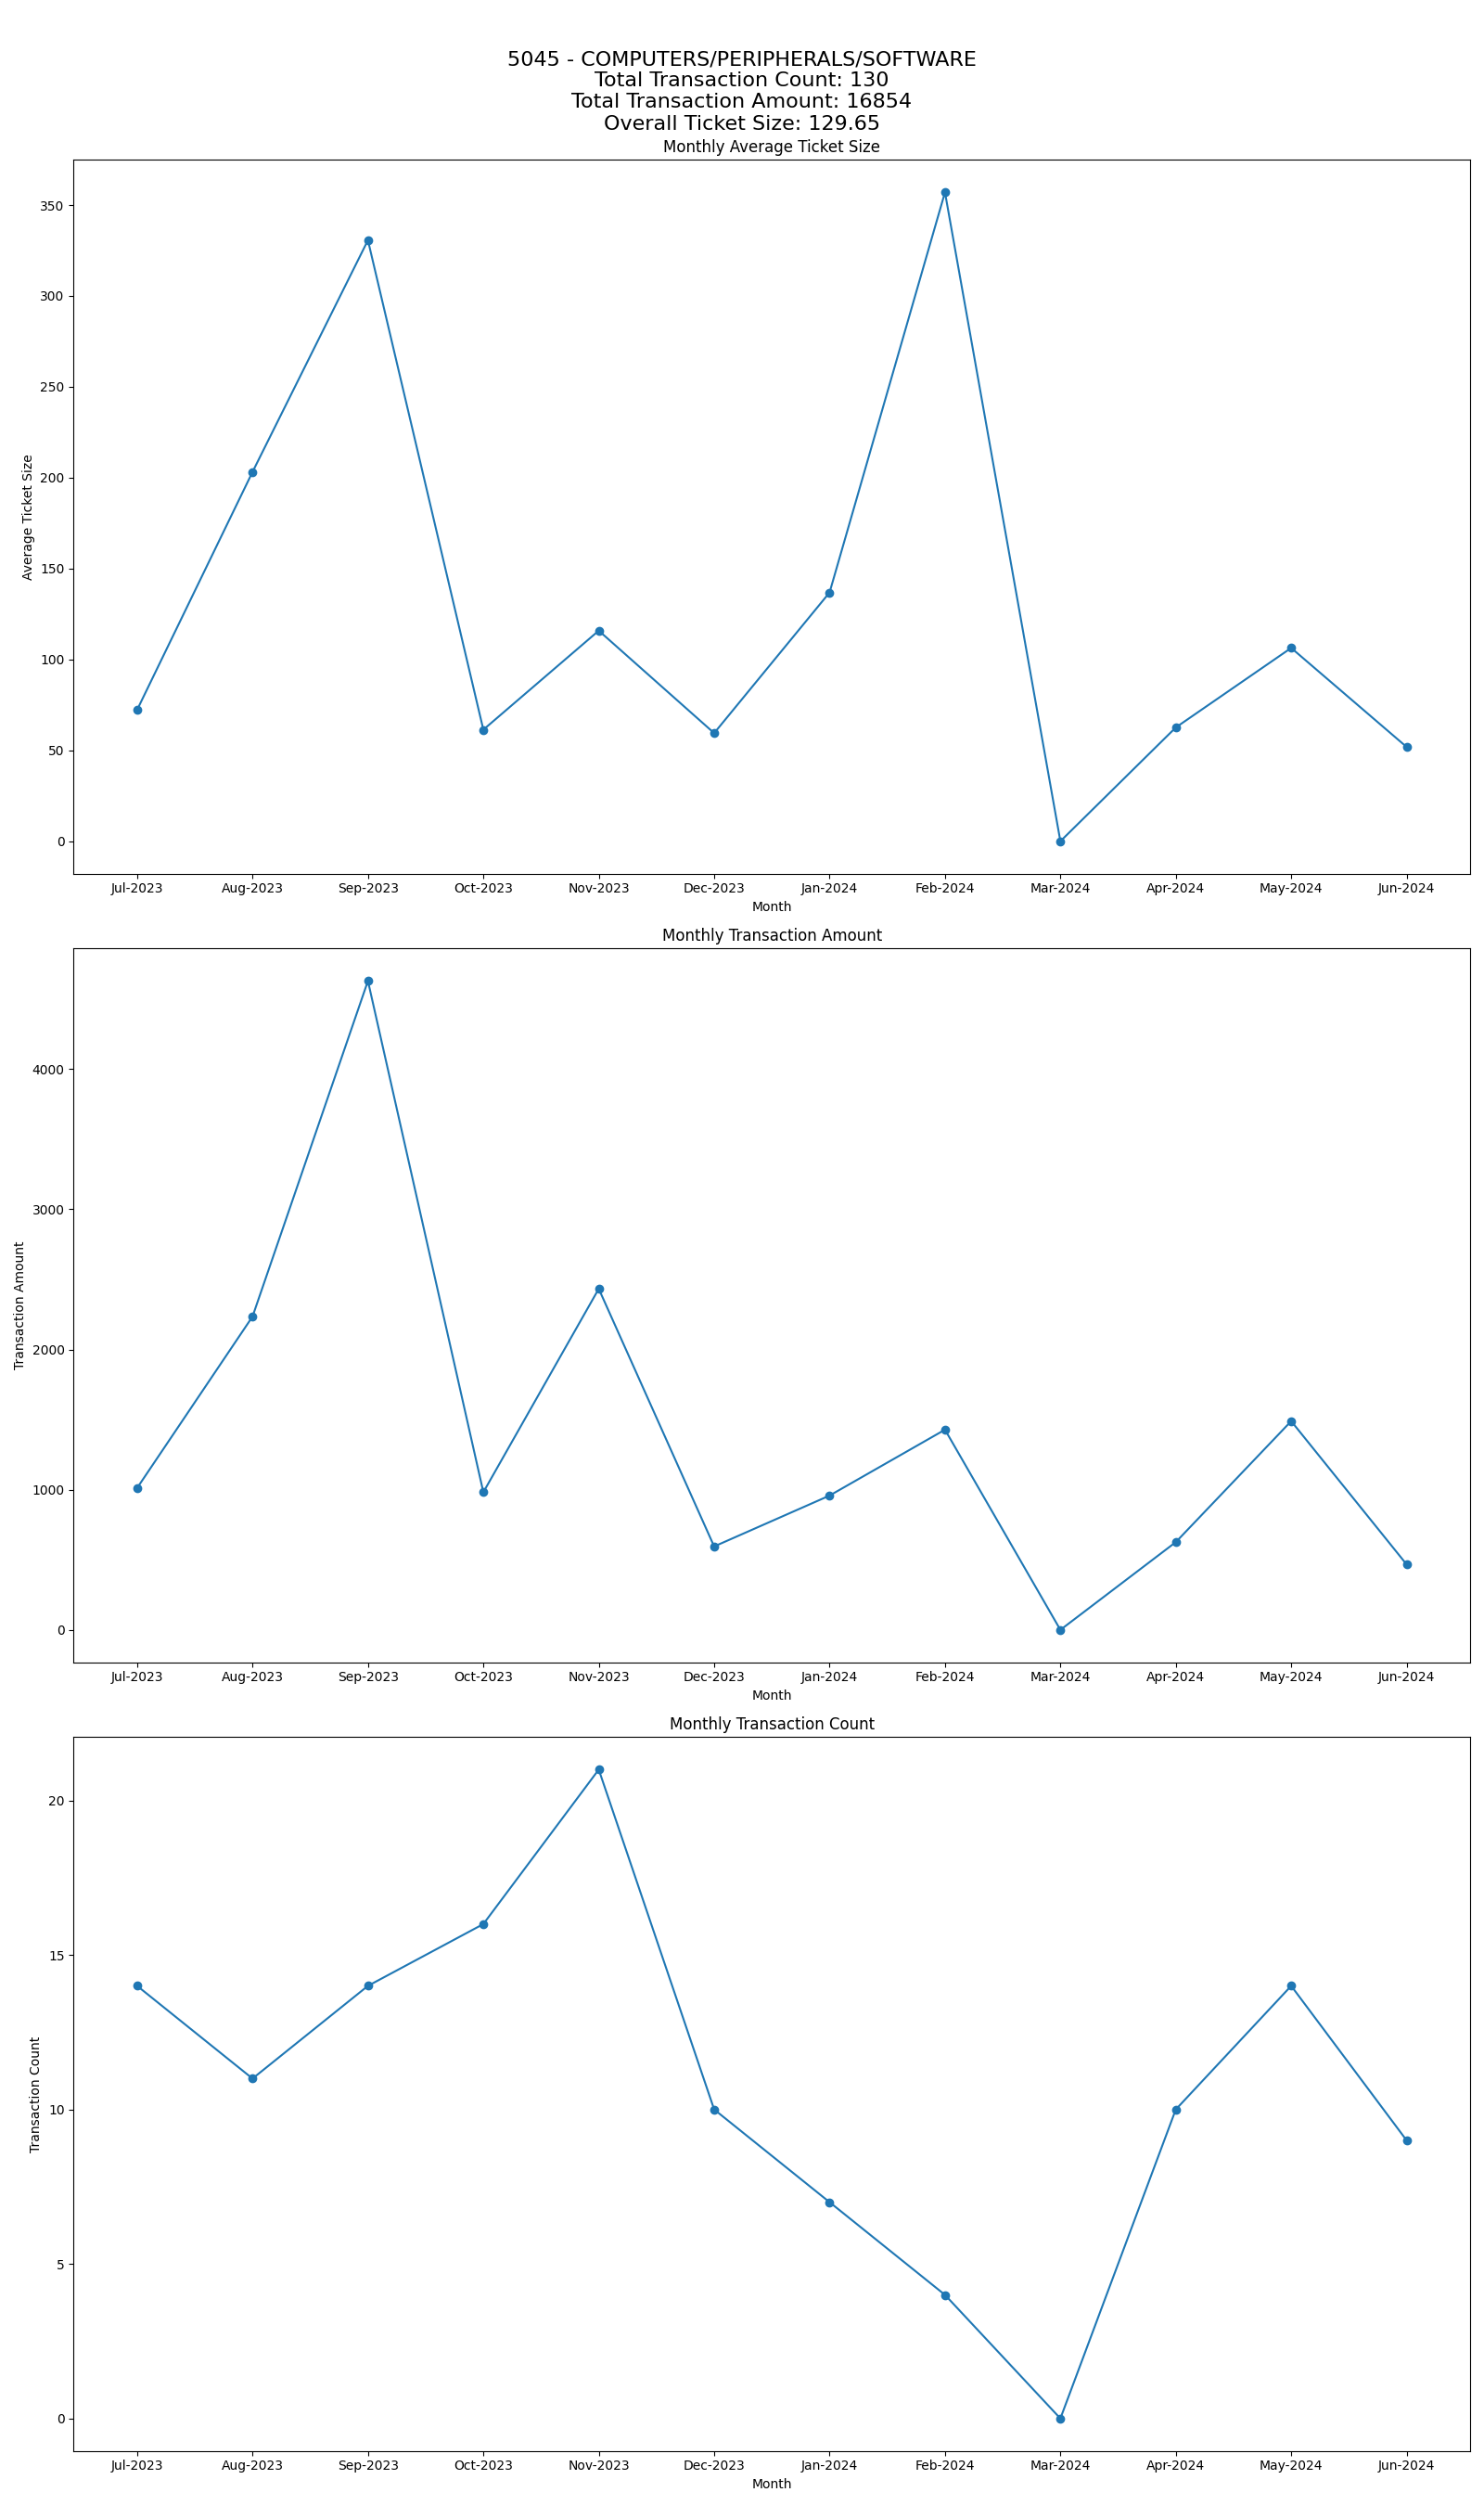 5045 - COMPUTERS/PERIPHERALS/SOFTWARE
Total Transaction Count: 130
Total Transaction Amount: 16854
Overall Ticket Size: 129.65
Monthly Average Ticket Size
350
300
250
200
150
100
50
0
Average Ticket Size
Jul-2023 Aug-2023 Sep-2023 Oct-2023 Nov-2023 Dec-2023 Jan-2024 Feb-2024 Mar-2024 Apr-2024 May-2024 Jun-2024
Month
Monthly Transaction Amount
4000
3000
2000
1000
0
Transaction Amount
Jul-2023 Aug-2023 Sep-2023 Oct-2023 Nov-2023 Dec-2023 Jan-2024 Feb-2024 Mar-2024 Apr-2024 May-2024 Jun-2024
Month
Monthly Transaction Count
20
15
10
5
0
Transaction Count
Jul-2023 Aug-2023 Sep-2023 Oct-2023 Nov-2023 Dec-2023 Jan-2024 Feb-2024 Mar-2024 Apr-2024 May-2024 Jun-2024
Month